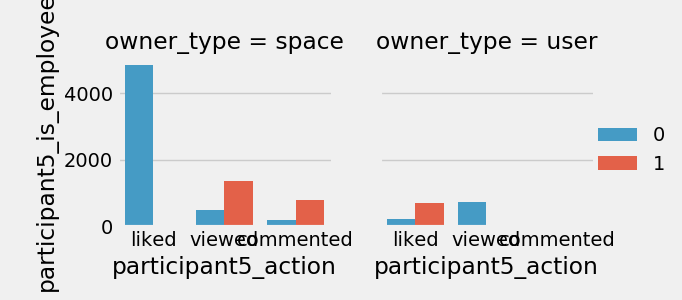 owner_type = space
owner_type = user
participant5_is_employee
4000
2000
0
liked
viewed
commented
liked
viewed
commented
participant5_action
participant5_action
0
1